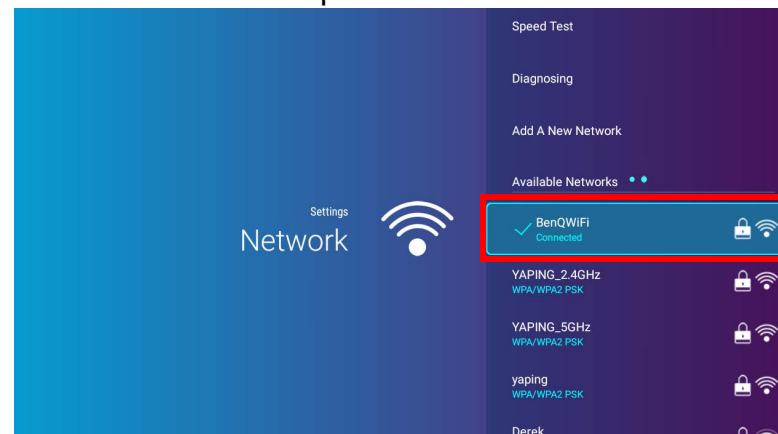 Speed Test
Diagnosing
Add A New Network
Available Networks
Settings
Network
BenQWiFi
Connected
YAPING_2.4GHz
WPA/WPA2 PSK
YAPING_5GHz
WPA/WPA2 PSK
yaping
WPA/WPA2 PSK
Derek